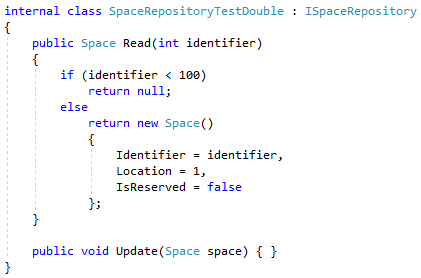 internal class SpaceRepositoryTestDouble : ISpaceRepository
{
    public Space Read(int identifier)
    {
        if (identifier < 100)
            return null;
        else
            return new Space()
            {
                Identifier = identifier,
                Location = 1,
                IsReserved = false
            };
    }

    public void Update(Space space) { }
}